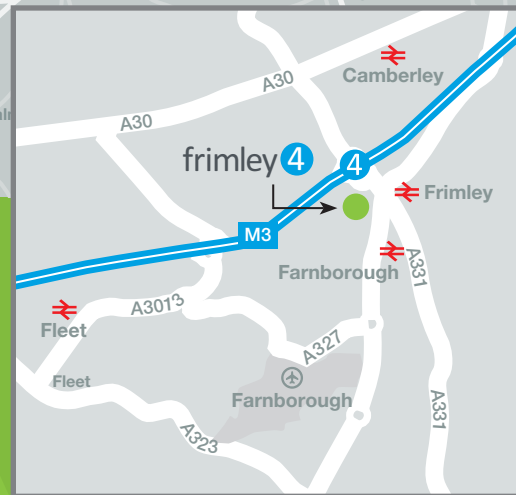 Camberley
A30
A30
frimley 4
4
Frimley
M3
Farnborough
A331
A3013
Fleet
A327
Fleet
Farnborough
A331
A323